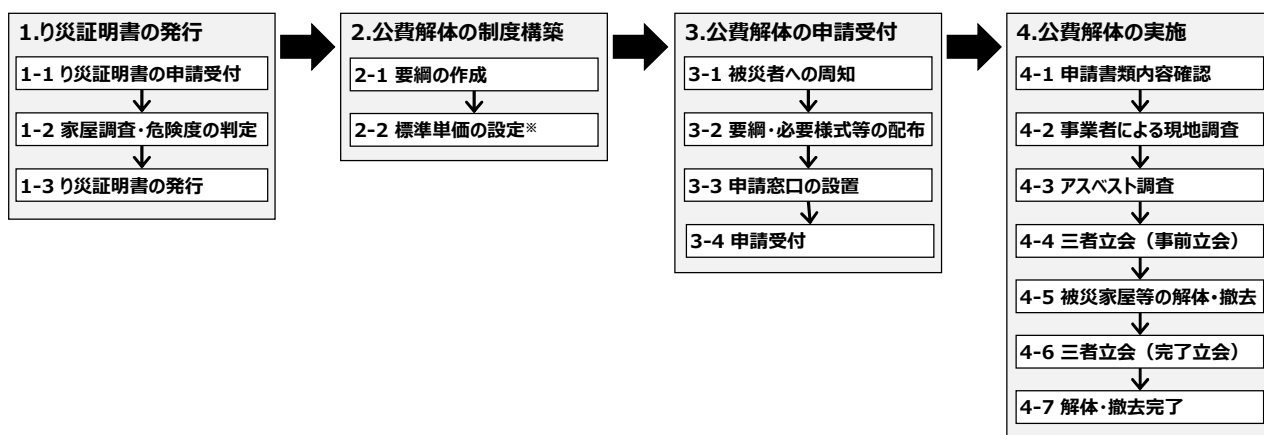 1.り災証明書の発行
1-1 り災証明書の申請受付
1-2 家屋調査・危険度の判定
1-3 り災証明書の発行
2.公費解体の制度構築
2-1 要綱の作成
2-2 標準単価の設定※
3.公費解体の申請受付
3-1 被災者への周知
3-2 要綱・必要様式等の配布
3-3 申請窓口の設置
3-4 申請受付
4.公費解体の実施
4-1 申請書類内容確認
4-2 事業者による現地調査
4-3 アスベスト調査
4-4 三者立会（事前立会）
4-5 被災家屋等の解体・撤去
4-6 三者立会（完了立会）
4-7 解体・撤去完了